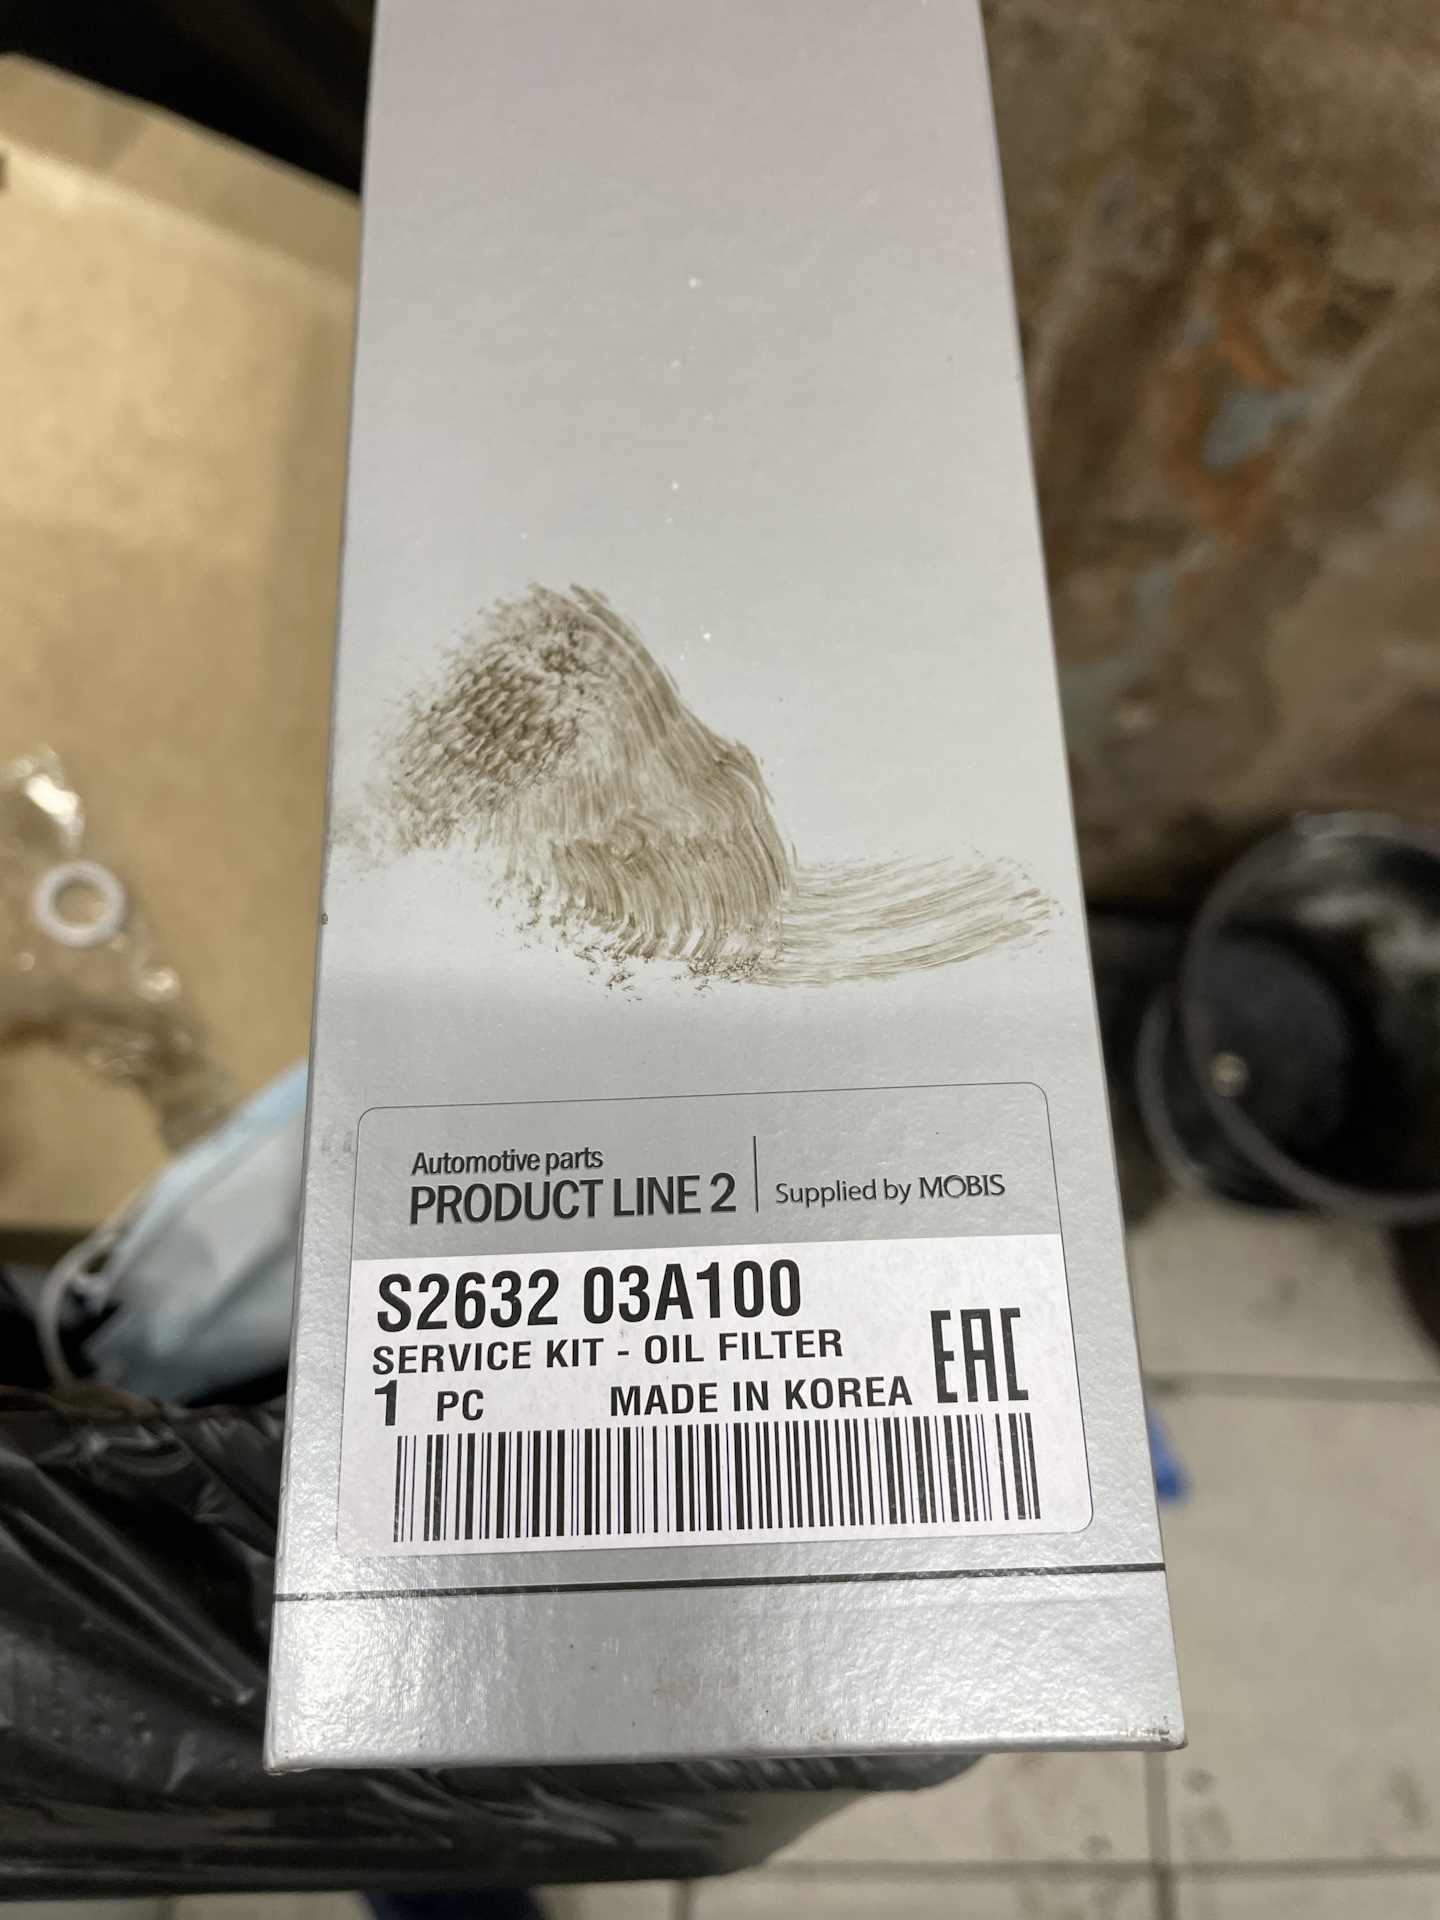 Automotive parts
PRODUCT LINE 2
Supplied by MOBIS
S2632 03A100
SERVICE KIT - OIL FILTER
1 PC MADE IN KOREA
EAC